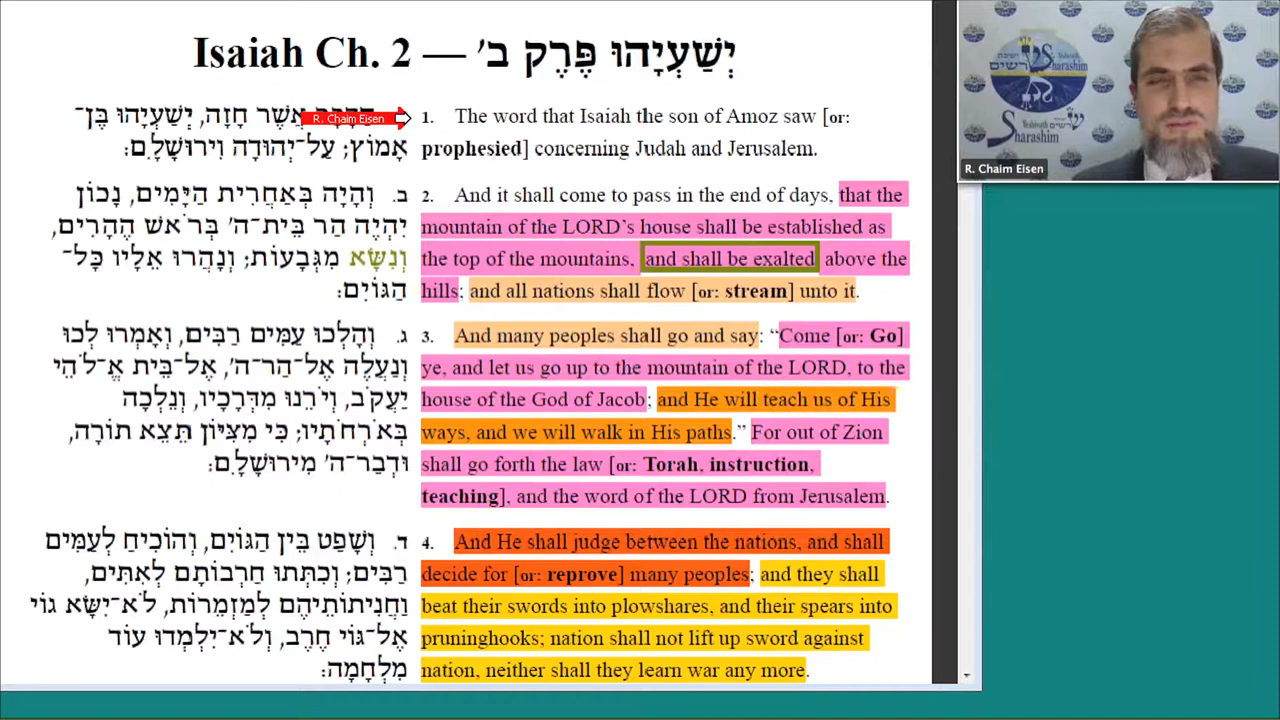 Isaiah Ch. 2 — יְשַׁעְיָהוּ פֶּרֶק ב׳
אֲשֶׁר חָזָה, יְשַׁעְיָהוּ בֶּן־
אָמוֹץ; עַל־יְהוּדָה וִירוּשָׁלִָם:
R. Chaim Eisen
1. The word that Isaiah the son of Amoz saw [or:
prophesied] concerning Judah and Jerusalem.
ב. וְהָיָה בְּאַחֲרִית הַיָּמִים, נָכוֹן
יִהְיֶה הַר בֵּית־ה׳ בְּרֹאשׁ הֶהָרִים,
וְנִשָּׂא מִגְּבָעוֹת; וְנָהֲרוּ אֵלָיו כָּל־
הַגּוֹיִם:
2. And it shall come to pass in the end of days, that the
mountain of the LORD’s house shall be established as
the top of the mountains, and shall be exalted above the
hills; and all nations shall flow [or: stream] unto it.
ג. וְהָלְכוּ עַמִּים רַבִּים, וְאָמְרוּ לְכוּ
וְנַעֲלֶה אֶל־הַר־ה׳, אֶל־בֵּית אֱ־לֹהֵי
יַעֲקֹב, וְיֹרֵנוּ מִדְּרָכָיו, וְנֵלְכָה
בְּאֹרְחֹתָיו; כִּי מִצִּיּוֹן תֵּצֵא תוֹרָה,
וּדְבַר־ה׳ מִירוּשָׁלִָם:
3. And many peoples shall go and say: “Come [or: Go]
ye, and let us go up to the mountain of the LORD, to the
house of the God of Jacob; and He will teach us of His
ways, and we will walk in His paths.” For out of Zion
shall go forth the law [or: Torah, instruction,
teaching], and the word of the LORD from Jerusalem.
ד. וְשָׁפַט בֵּין הַגּוֹיִם, וְהוֹכִיחַ לְעַמִּים
רַבִּים; וְכִתְּתוּ חַרְבוֹתָם לְאִתִּים,
וַחֲנִיתוֹתֵיהֶם לְמַזְמֵרוֹת, לֹא־יִשָּׂא גוֹי
אֶל־גּוֹי חֶרֶב, וְלֹא־יִלְמְדוּ עוֹד
מִלְחָמָה:
4. And He shall judge between the nations, and shall
decide for [or: reprove] many peoples; and they shall
beat their swords into plowshares, and their spears into
pruninghooks; nation shall not lift up sword against
nation, neither shall they learn war any more.
Sharashim
שרשים
Yeshivath
Sharashim
R. Chaim Eisen